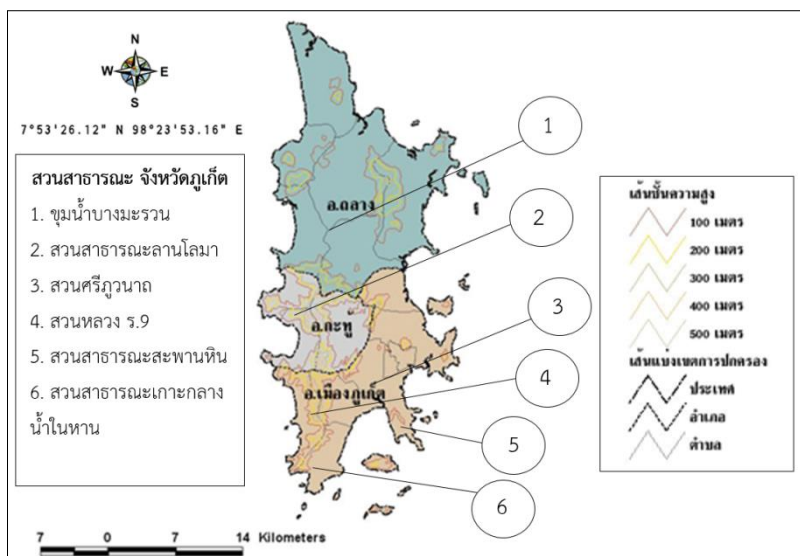 N
W E
S
7°53'26.12" N 98°23'53.16" E
สวนสาธารณะ จังหวัดภูเก็ต
1. ขุมน้ำบางมะรวน
2. สวนสาธารณะลานโลมา
3. สวนศรีภูวนาถ
4. สวนหลวง ร.9
5. สวนสาธารณะสะพานหิน
6. สวนสาธารณะเกาะกลาง
น้ำในหาน
อ.ถลาง
อ.กะทู้
อ.เมืองภูเก็ต
1
2
3
4
5
6
เส้นชั้นความสูง
100 เมตร
200 เมตร
300 เมตร
400 เมตร
500 เมตร
เส้นแบ่งเขตการปกครอง
ประเทศ
อำเภอ
ตำบล
7 0 7 14 Kilometers